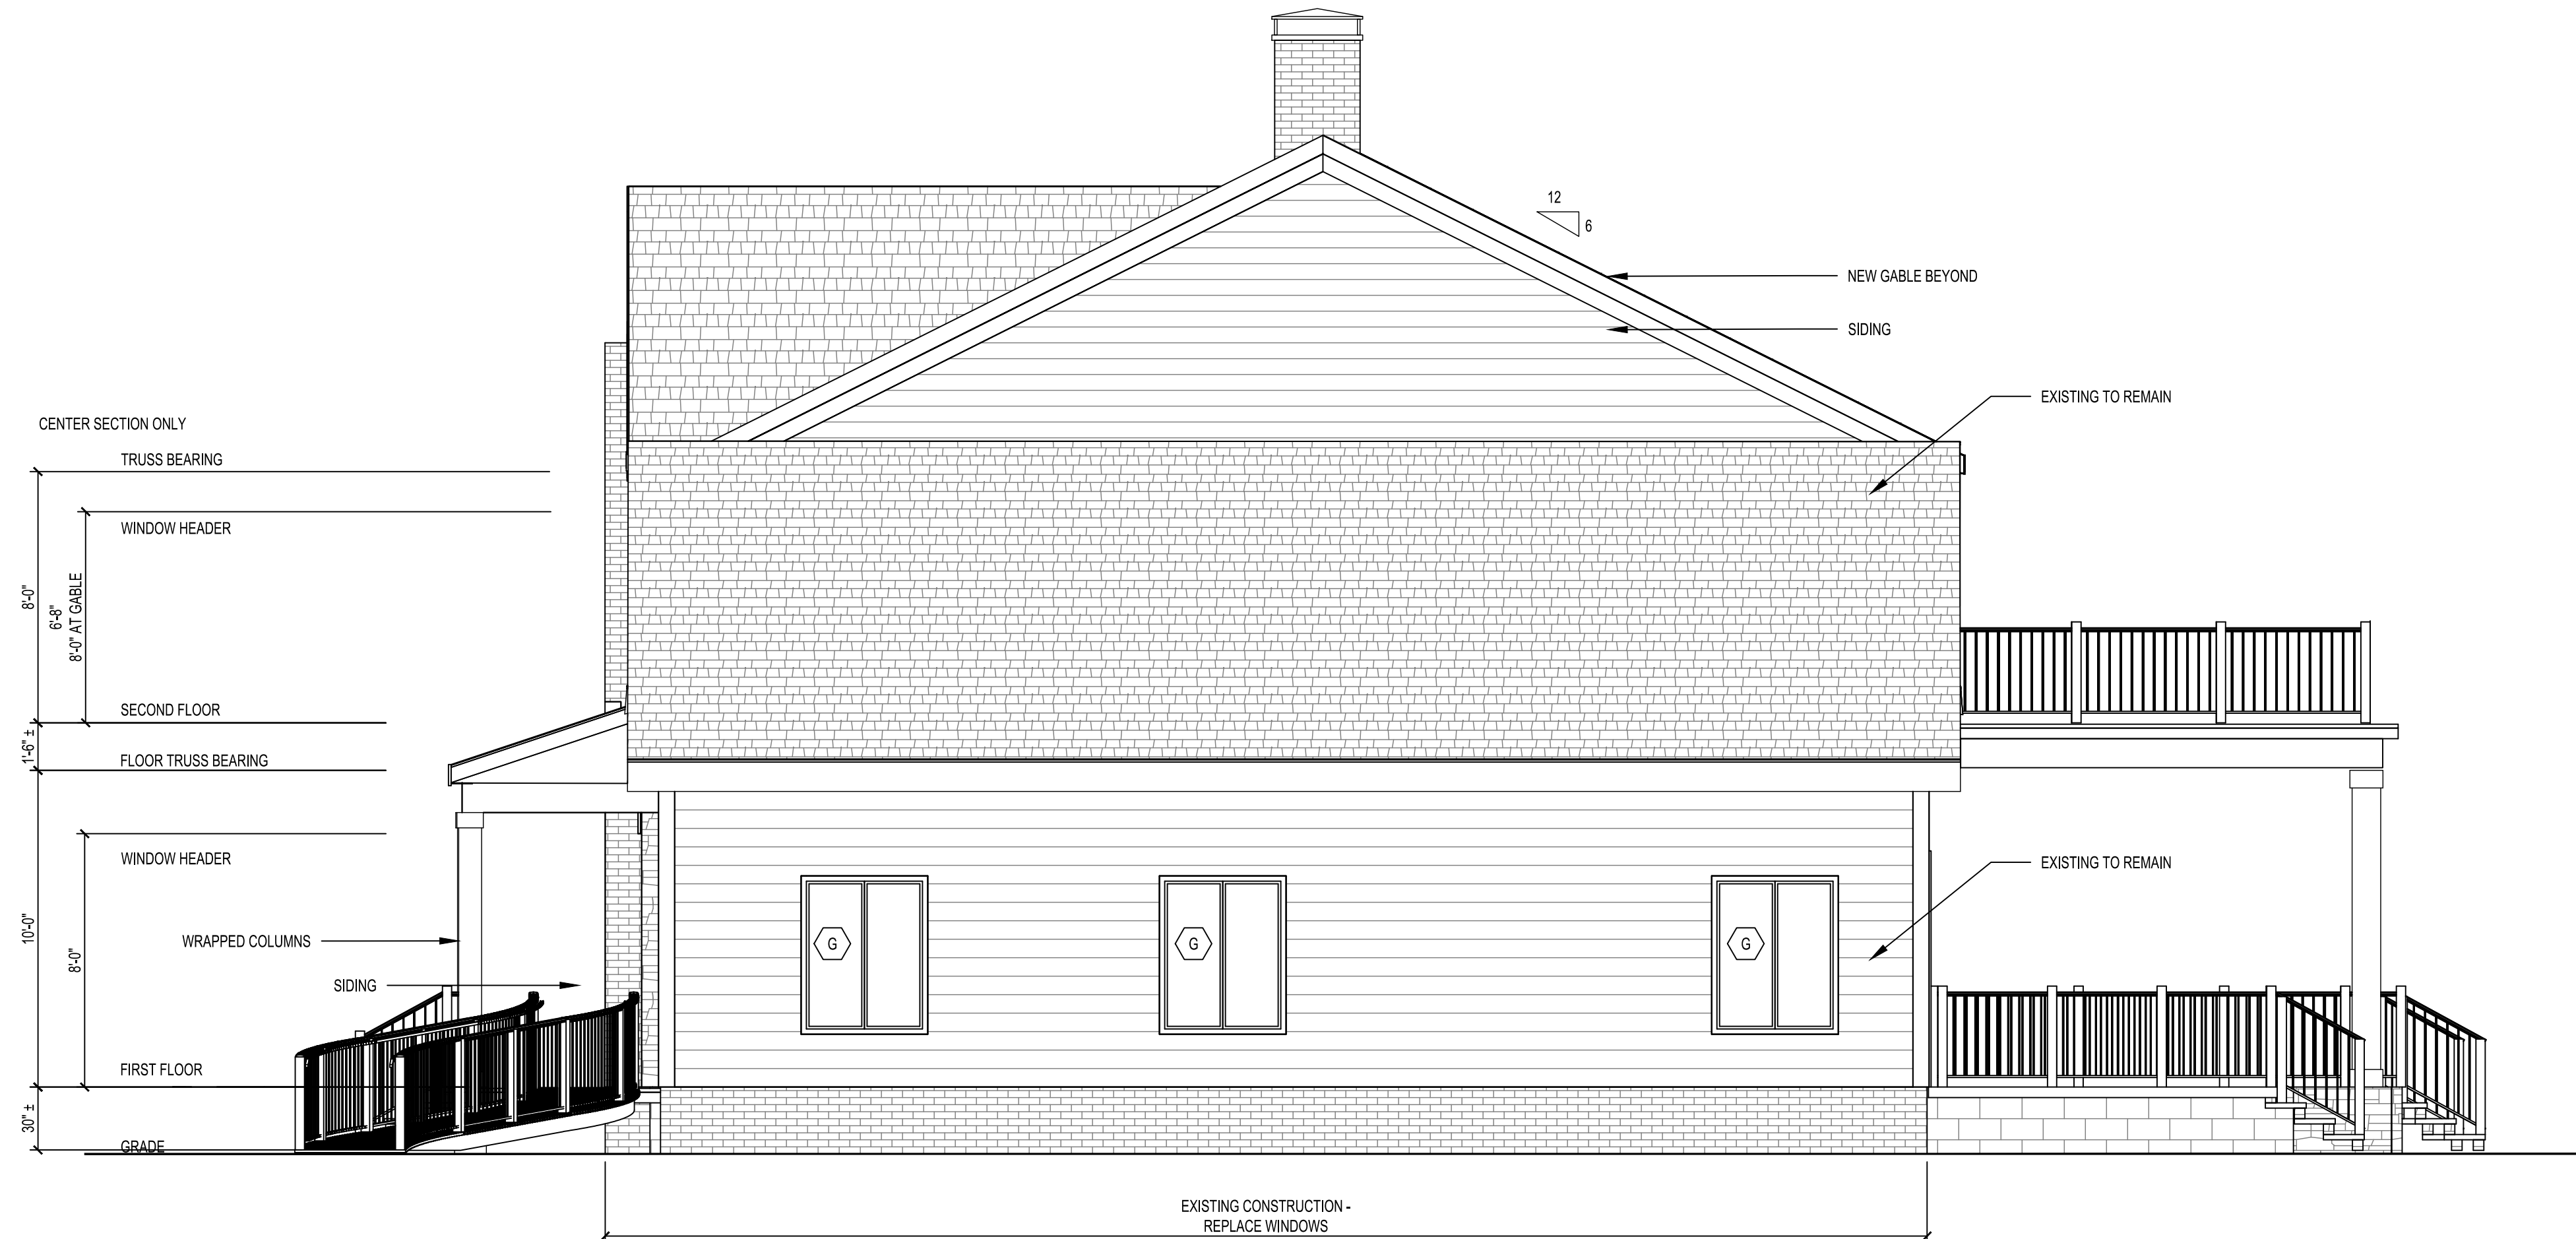 12
6
NEW GABLE BEYOND
SIDING
EXISTING TO REMAIN
CENTER SECTION ONLY
TRUSS BEARING
WINDOW HEADER
8'-0"
6'-8"
8'-0" AT GABLE
SECOND FLOOR
1'-6" ±
FLOOR TRUSS BEARING
WINDOW HEADER
EXISTING TO REMAIN
10'-0"
8'-0"
WRAPPED COLUMNS
G
G
G
SIDING
FIRST FLOOR
30" ±
GRADE
EXISTING CONSTRUCTION -
REPLACE WINDOWS